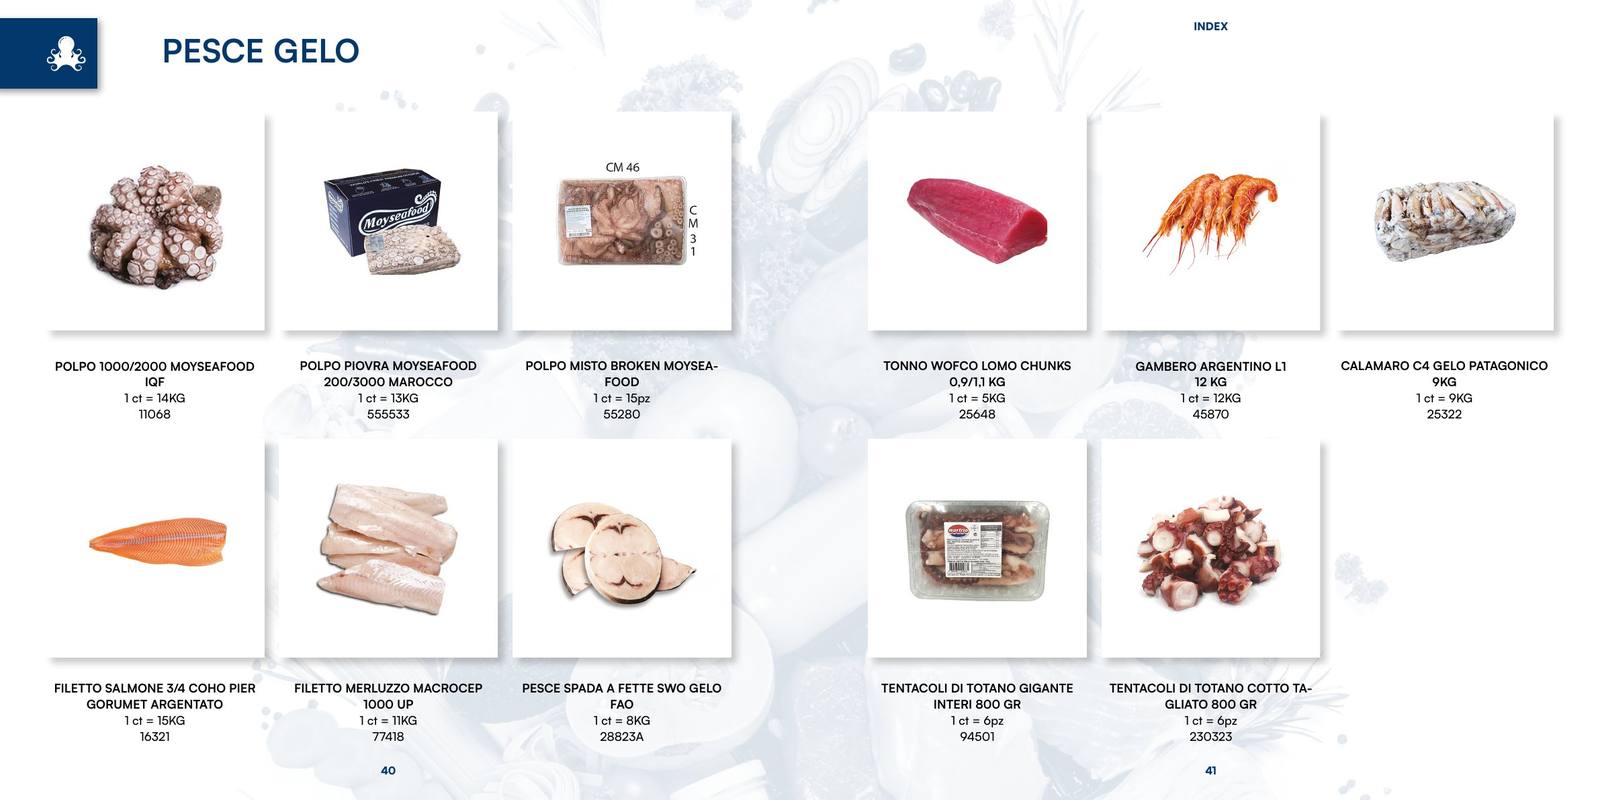 PESCE GELO
INDEX
Moyseafood
CM 46
C
M
3
1
POLPO 1000/2000 MOYSEAFOOD
IQF
1 ct = 14KG
11068
POLPO PIOVRA MOYSEAFOOD
200/3000 MAROCCO
1 ct = 13KG
555533
POLPO MISTO BROKEN MOYSEA-
FOOD
1 ct = 15pz
55280
TONNO WOFCO LOMO CHUNKS
0,9/1,1 KG
1 ct = 5KG
25648
GAMBERO ARGENTINO L1
12 KG
1 ct = 12KG
45870
CALAMARO C4 GELO PATAGONICO
9KG
1 ct = 9KG
25322
FILETTO SALMONE 3/4 COHO PIER
GORUMET ARGENTATO
1 ct = 15KG
16321
FILETTO MERLUZZO MACROCEP
1000 UP
1 ct = 11KG
77418
PESCE SPADA A FETTE SWO GELO
FAO
1 ct = 8KG
28823A
TENTACOLI DI TOTANO GIGANTE
INTERI 800 GR
1 ct = 6pz
94501
TENTACOLI DI TOTANO COTTO TA-
GLIATO 800 GR
1 ct = 6pz
230323
40
41